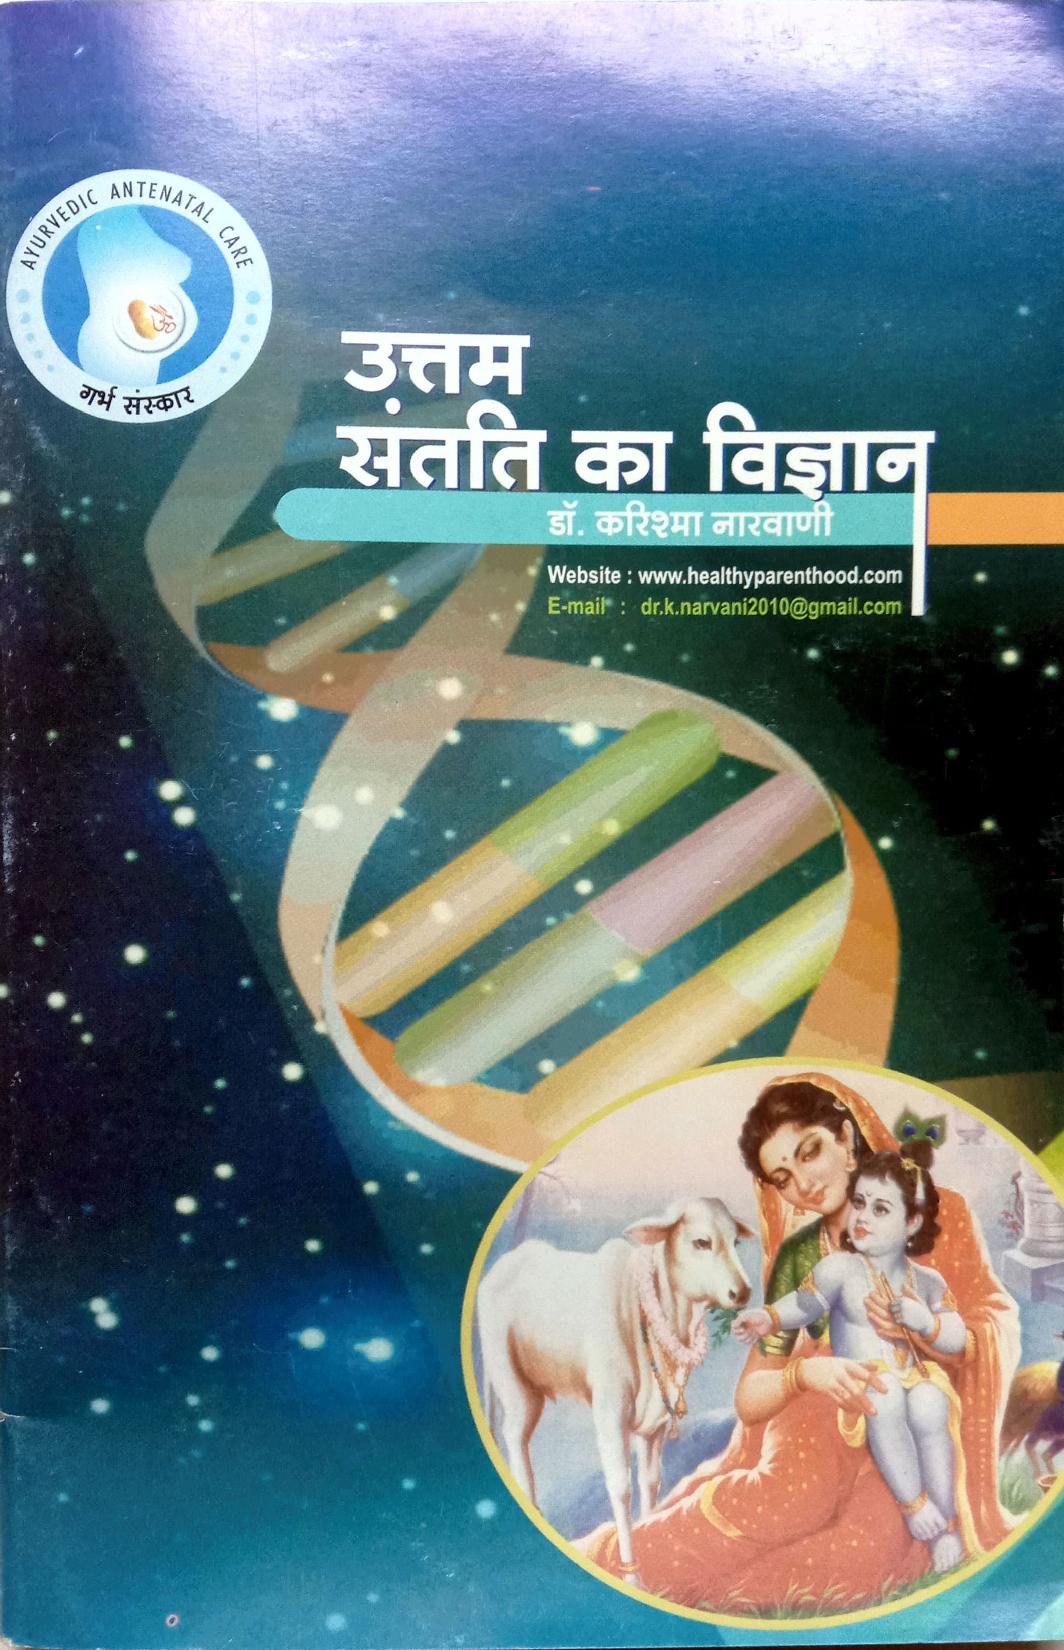 AYURVEDIC ANTENATAL CARE
गर्भ संस्कार
उत्तम
संतति का विज्ञान
डॉ. करिश्मा नारवाणी
Website : www.healthyparenthood.com
E-mail : dr.k.narvani2010@gmail.com